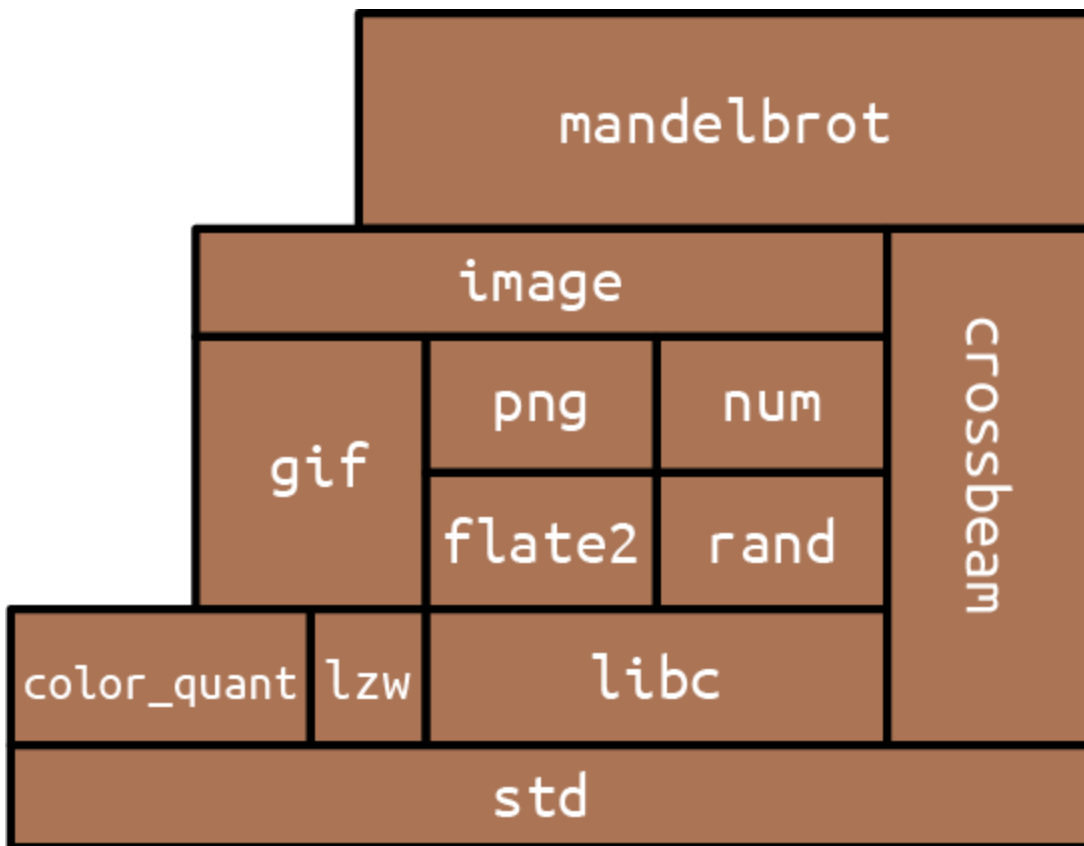 mandelbrot
image
crossbeam
gif
png
num
flate2
rand
color_quant
lzw
libc
std